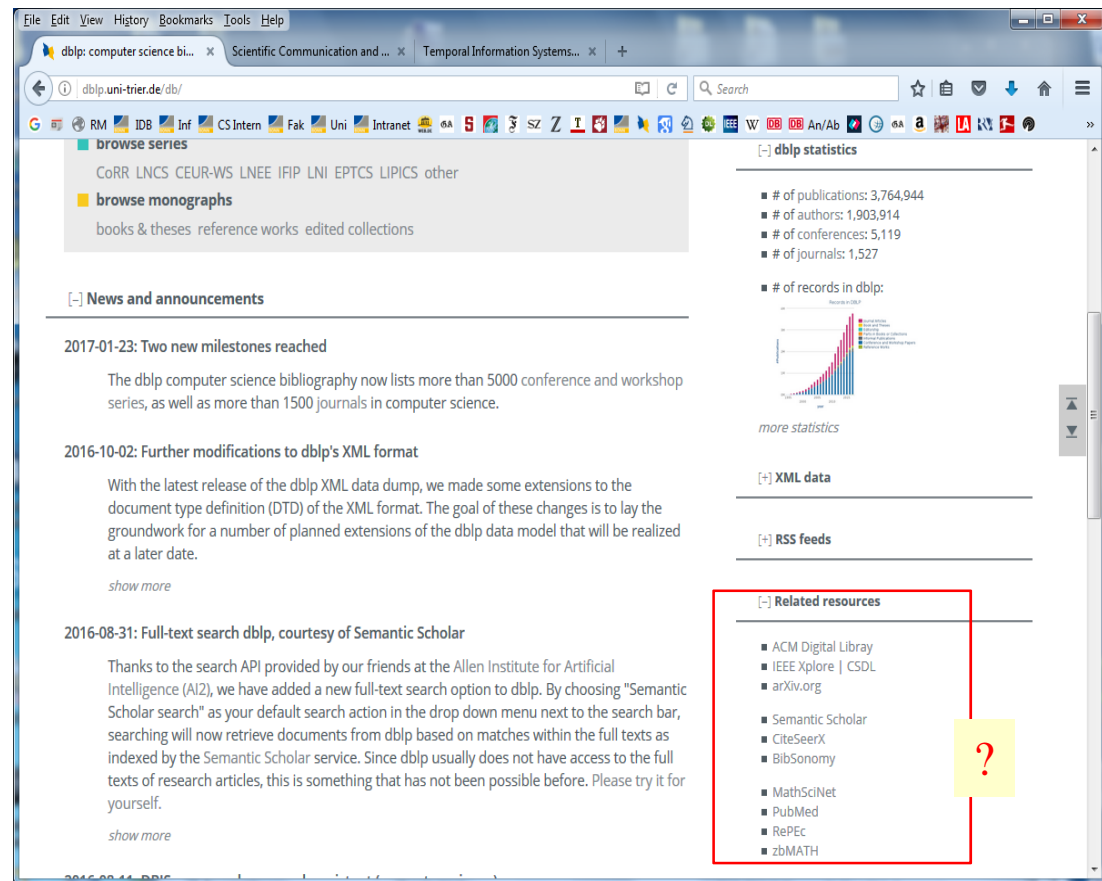 File Edit View History Bookmarks Tools Help
dblp: computer science bi... × Scientific Communication and ... × Temporal Information Systems... × +
dblp.uni-trier.de/db/ Search
G RM IDB Inf CS Intern Fak Uni Intranet SZ Z T W DB DB An/Ab a LA »
browse series
CoRR LNCS CEUR-WS LNEE IFIP LNI EPTCS LIPICS other
browse monographs
books & theses reference works edited collections
[–] News and announcements
2017-01-23: Two new milestones reached
The dblp computer science bibliography now lists more than 5000 conference and workshop
series, as well as more than 1500 journals in computer science.
2016-10-02: Further modifications to dblp's XML format
With the latest release of the dblp XML data dump, we made some extensions to the
document type definition (DTD) of the XML format. The goal of these changes is to lay the
groundwork for a number of planned extensions of the dblp data model that will be realized
at a later date.
show more
2016-08-31: Full-text search dblp, courtesy of Semantic Scholar
Thanks to the search API provided by our friends at the Allen Institute for Artificial
Intelligence (AI2), we have added a new full-text search option to dblp. By choosing "Semantic
Scholar search" as your default search action in the drop down menu next to the search bar,
searching will now retrieve documents from dblp based on matches within the full texts as
indexed by the Semantic Scholar service. Since dblp usually does not have access to the full
texts of research articles, this is something that has not been possible before. Please try it for
yourself.
show more
[–] dblp statistics
# of publications: 3,764,944
# of authors: 1,903,914
# of conferences: 5,119
# of journals: 1,527
# of records in dblp:
Records in DBLP
more statistics
[+] XML data
[+] RSS feeds
[–] Related resources
ACM Digital Libray
IEEE Xplore | CSDL
arXiv.org
Semantic Scholar
CiteSeerX
BibSonomy
MathSciNet
PubMed
RePEc
zbMATH
?